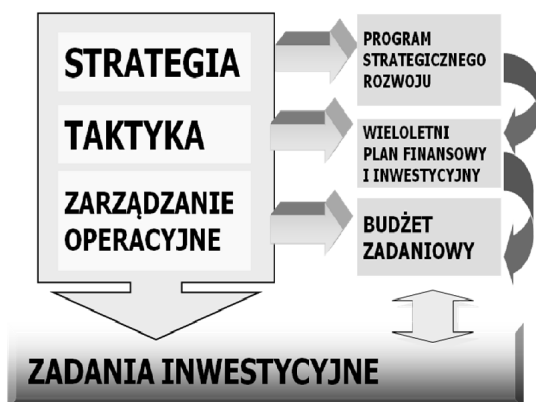 STRATEGIA
PROGRAM
STRATEGICZNEGO
ROZWOJU
TAKTYKA
WIELOLETNI
PLAN FINANSOWY
I INWESTYCYJNY
ZARZĄDZANIE
OPERACYJNE
BUDŻET
ZADANIOWY
ZADANIA INWESTYCYJNE